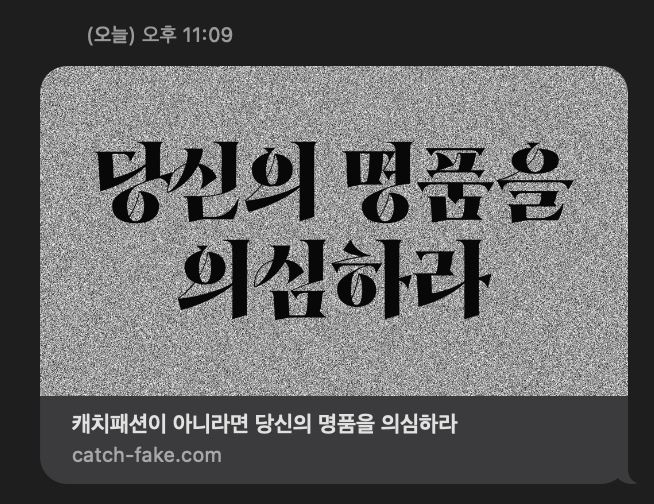 (오늘) 오후 11:09
당신의 명품을
의심하라
캐치패션이 아니라면 당신의 명품을 의심하라
catch-fake.com